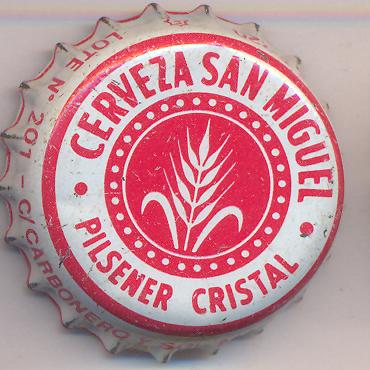 CERVEZA SAN MIGUEL
PILSENER CRISTAL
LOTE N° 201 - C/ CARBONERO Y